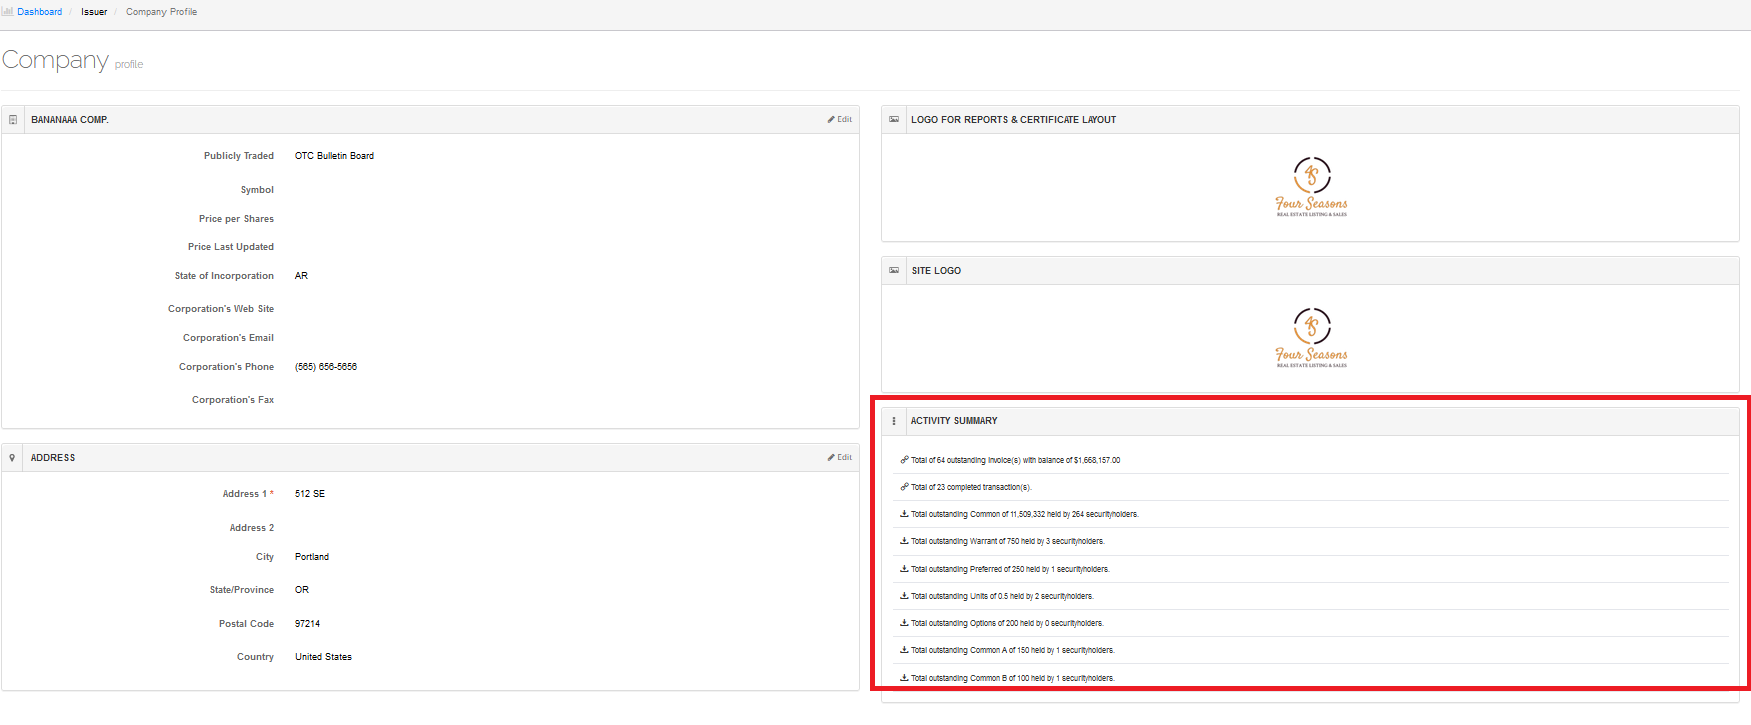 Dashboard / Issuer / Company Profile
Company profile
BANANAAA COMP.
Edit
Publicly Traded OTC Bulletin Board
Symbol
Price per Shares
Price Last Updated
State of Incorporation AR
Corporation's Web Site
Corporation's Email
Corporation's Phone (565) 656-5656
Corporation's Fax
ADDRESS
Edit
Address 1 * 512 SE
Address 2
City Portland
State/Province OR
Postal Code 97214
Country United States
LOGO FOR REPORTS & CERTIFICATE LAYOUT
4S
Four Seasons
REAL ESTATE LISTING & SALES
SITE LOGO
4S
Four Seasons
REAL ESTATE LISTING & SALES
ACTIVITY SUMMARY
Total of 64 outstanding invoice(s) with balance of $1,668,157.00
Total of 23 completed transaction(s).
Total outstanding Common of 11,509,332 held by 264 securityholders.
Total outstanding Warrant of 750 held by 3 securityholders.
Total outstanding Preferred of 250 held by 1 securityholders.
Total outstanding Units of 0.5 held by 2 securityholders.
Total outstanding Options of 200 held by 0 securityholders.
Total outstanding Common A of 150 held by 1 securityholders.
Total outstanding Common B of 100 held by 1 securityholders.